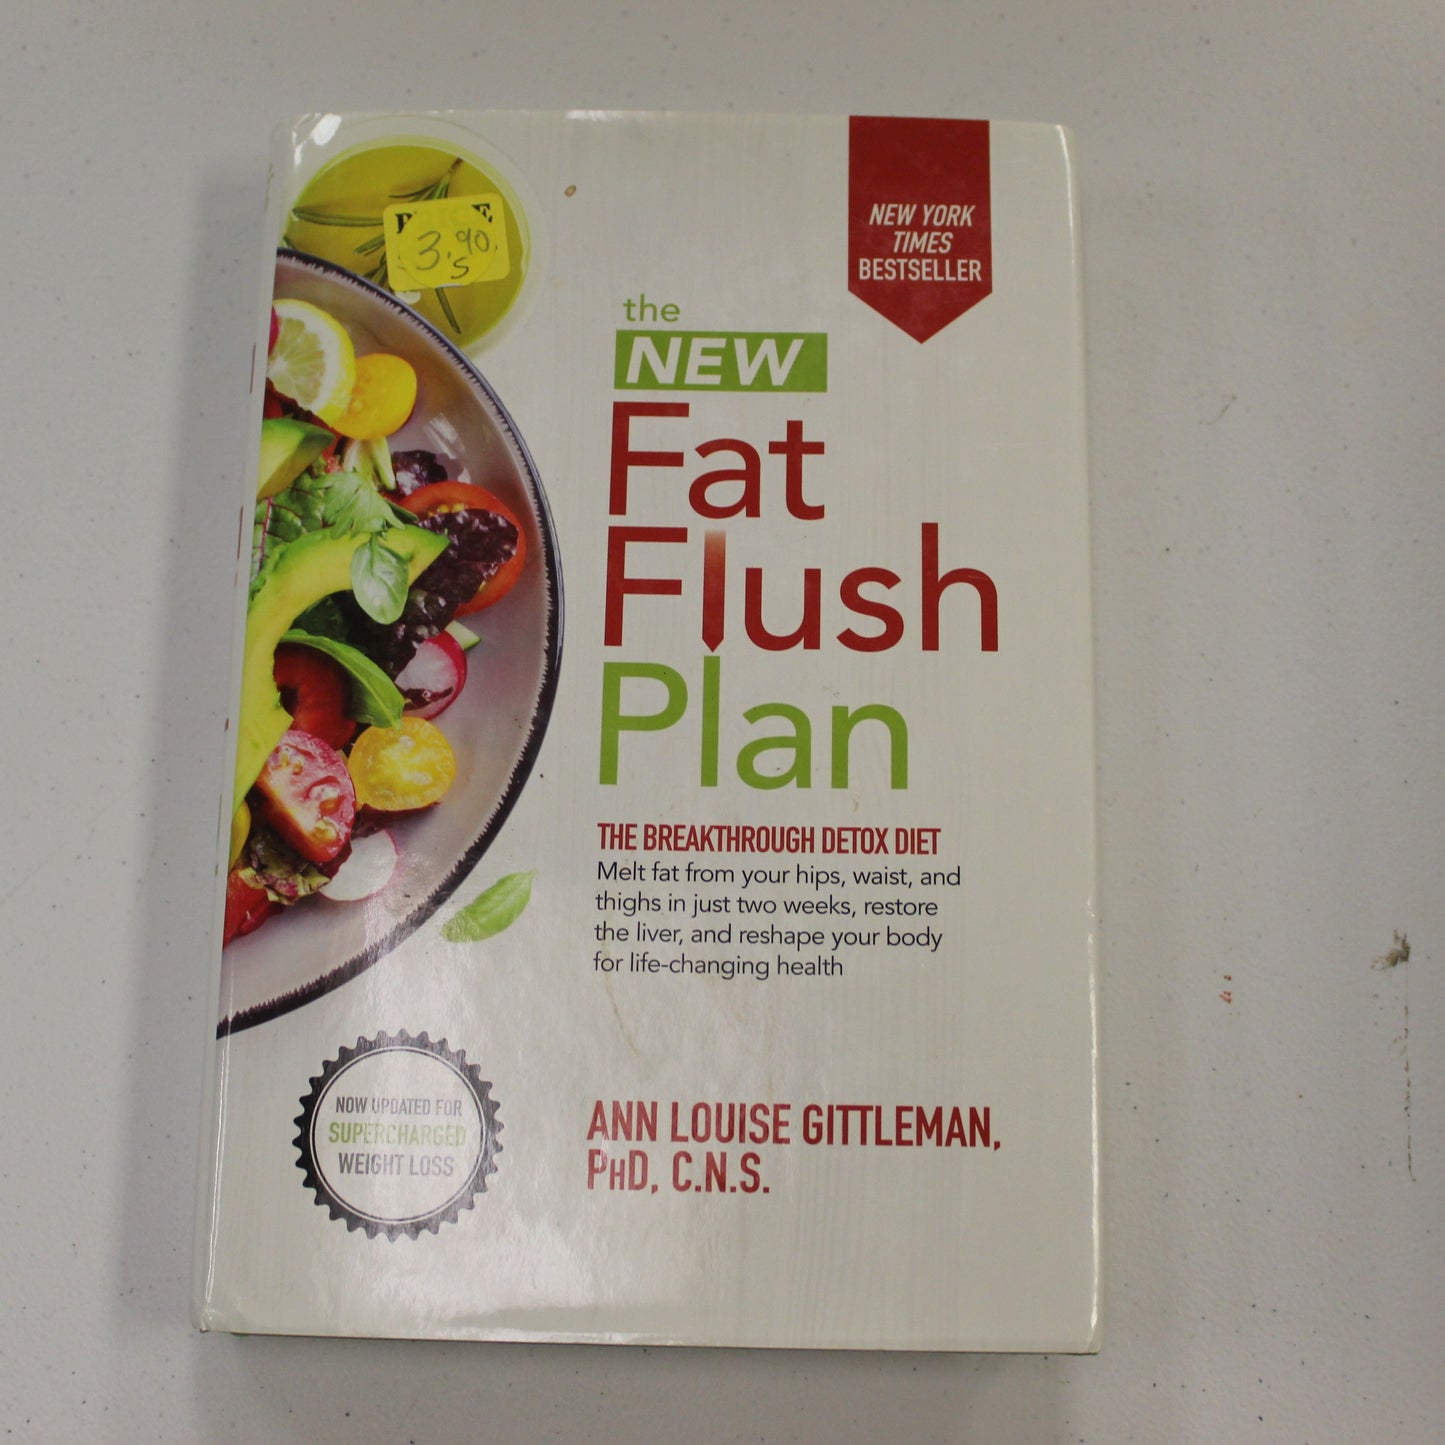 3.90
S
NEW YORK
TIMES
BESTSELLER
the
NEW
Fat
Flush
Plan
THE BREAKTHROUGH DETOX DIET
Melt fat from your hips, waist, and
thighs in just two weeks, restore
the liver, and reshape your body
for life-changing health
NOW UPDATED FOR
SUPERCHARGED
WEIGHT LOSS
ANN LOUISE GITTLEMAN,
PHD, C.N.S.